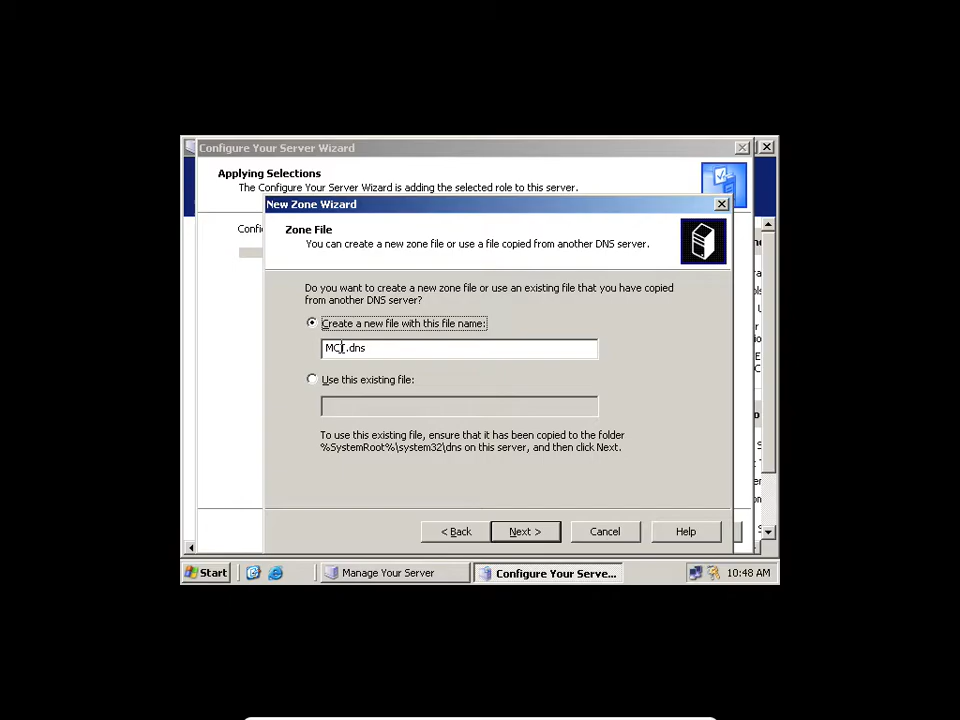 Configure Your Server Wizard
Applying Selections
The Configure Your Server Wizard is adding the selected role to this server.
New Zone Wizard
Zone File
You can create a new zone file or use a file copied from another DNS server.
Do you want to create a new zone file or use an existing file that you have copied
from another DNS server?
Create a new file with this file name:
.dns
Use this existing file:
To use this existing file, ensure that it has been copied to the folder
%SystemRoot%\system32\dns on this server, and then click Next.
< Back
Next >
Cancel
Help
Start
Manage Your Server
Configure Your Serve...
10:48 AM